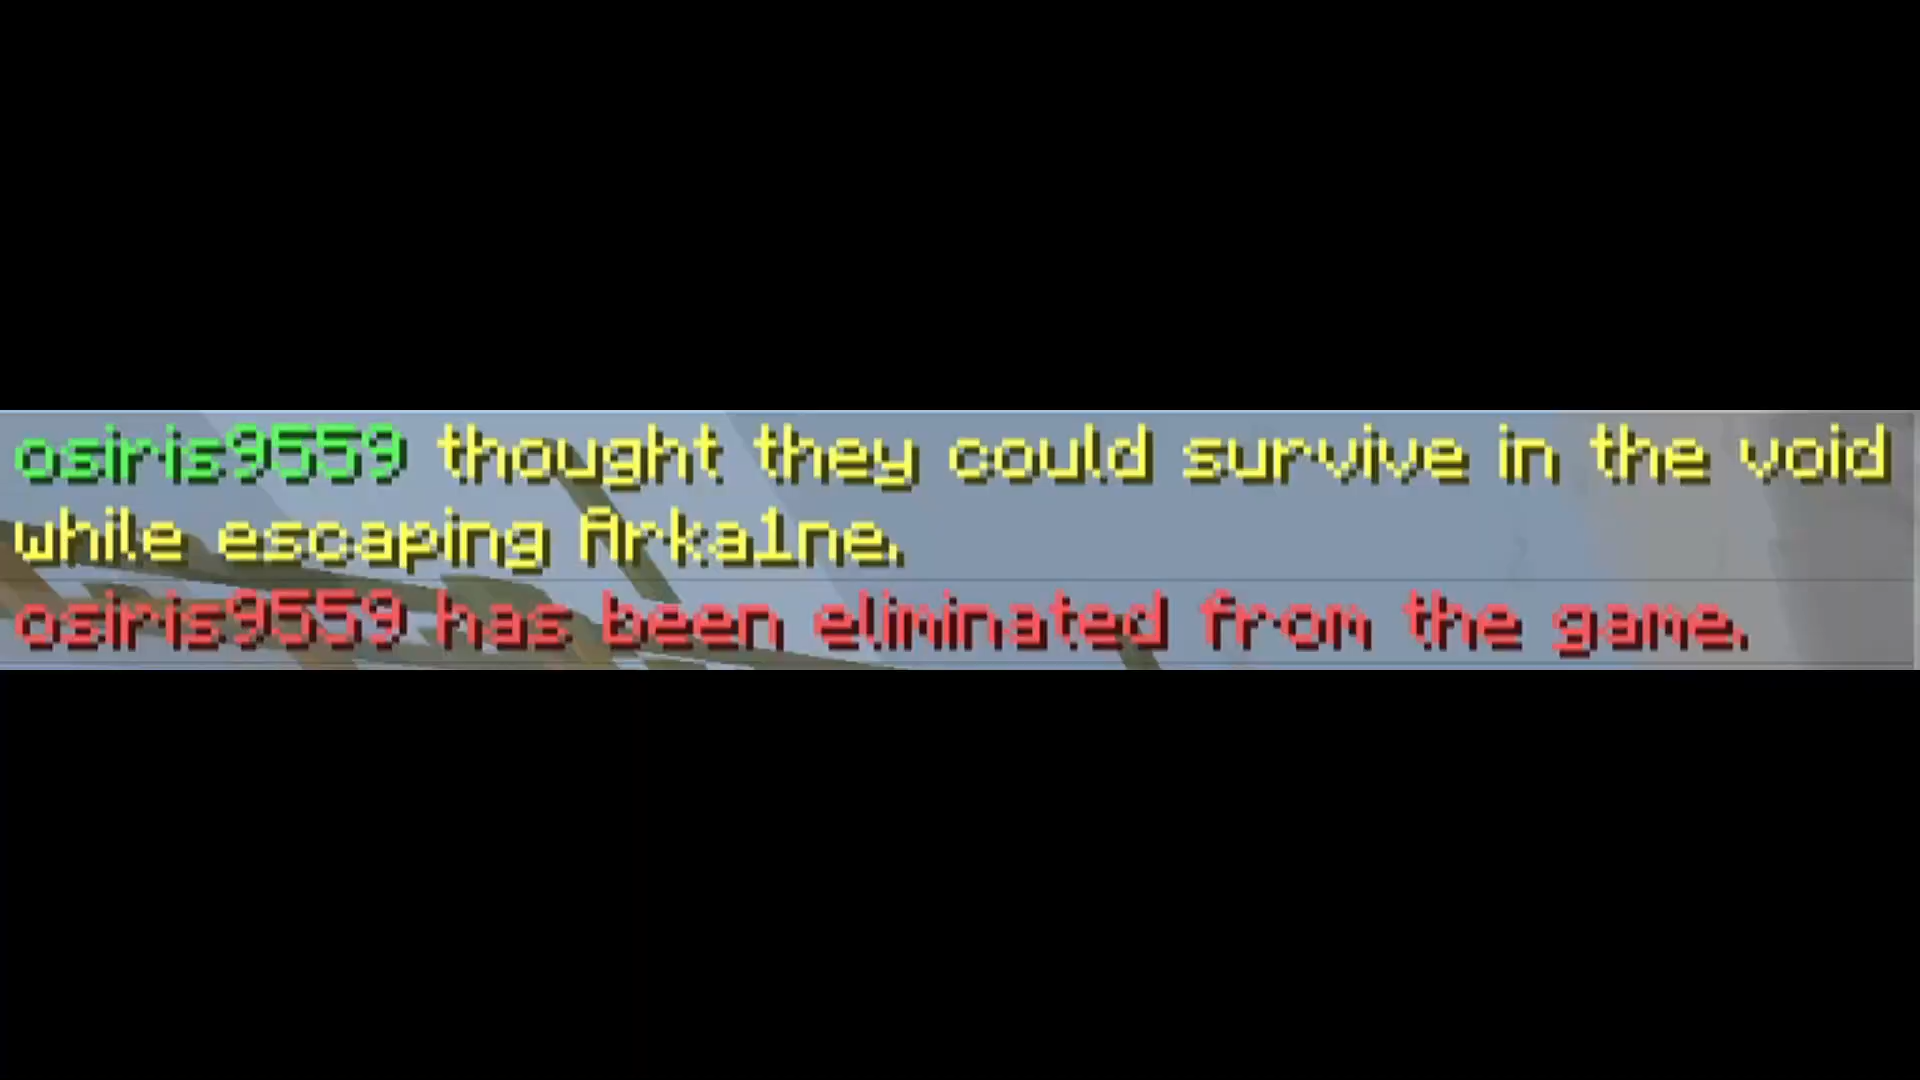 osiris9559 thought they could survive in the void
while escaping Arka1ne.
osiris9559 has been eliminated from the game.